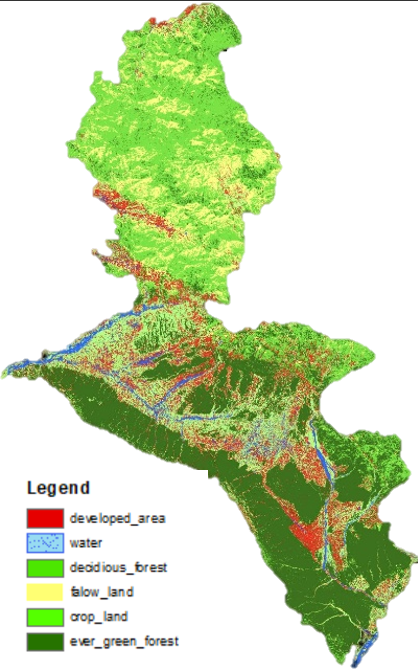 Legend
developed_area
water
decidious_forest
falow_land
crop_land
ever_green_forest